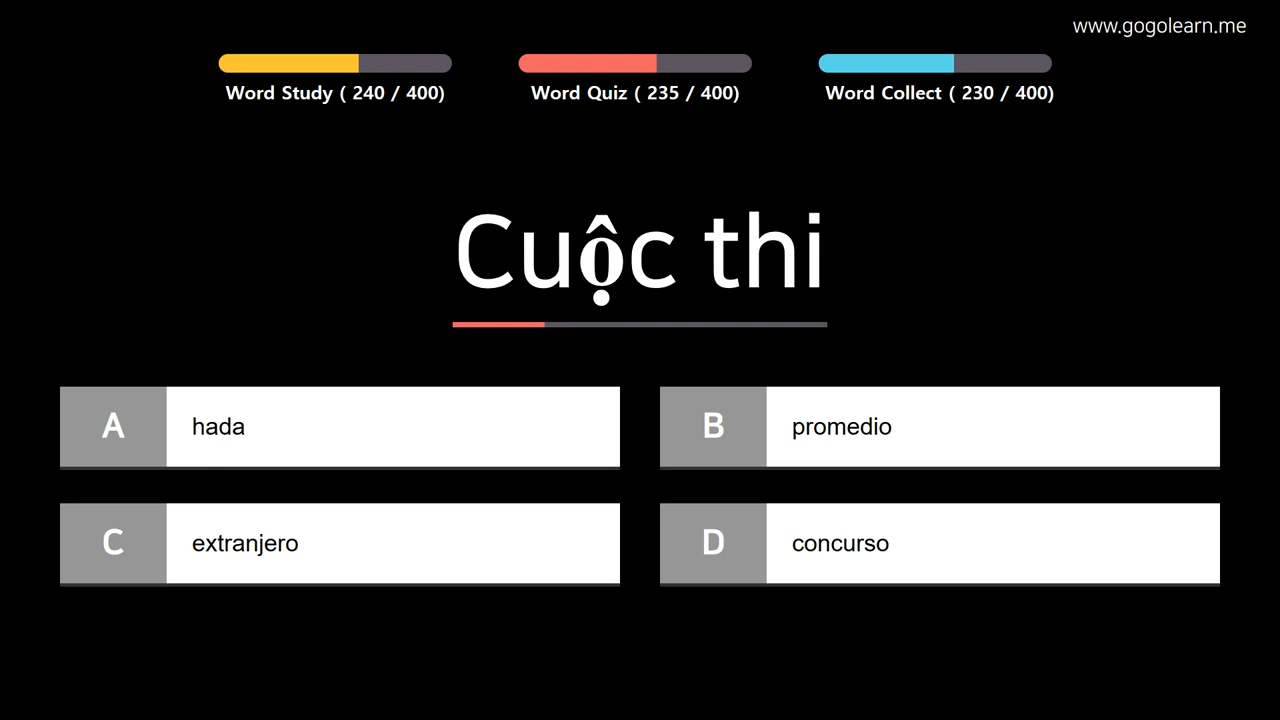 www.gogolearn.me
Word Study ( 240 / 400)
Word Quiz ( 235 / 400)
Word Collect ( 230 / 400)
Cuộc thi
A hada
B promedio
C extranjero
D concurso